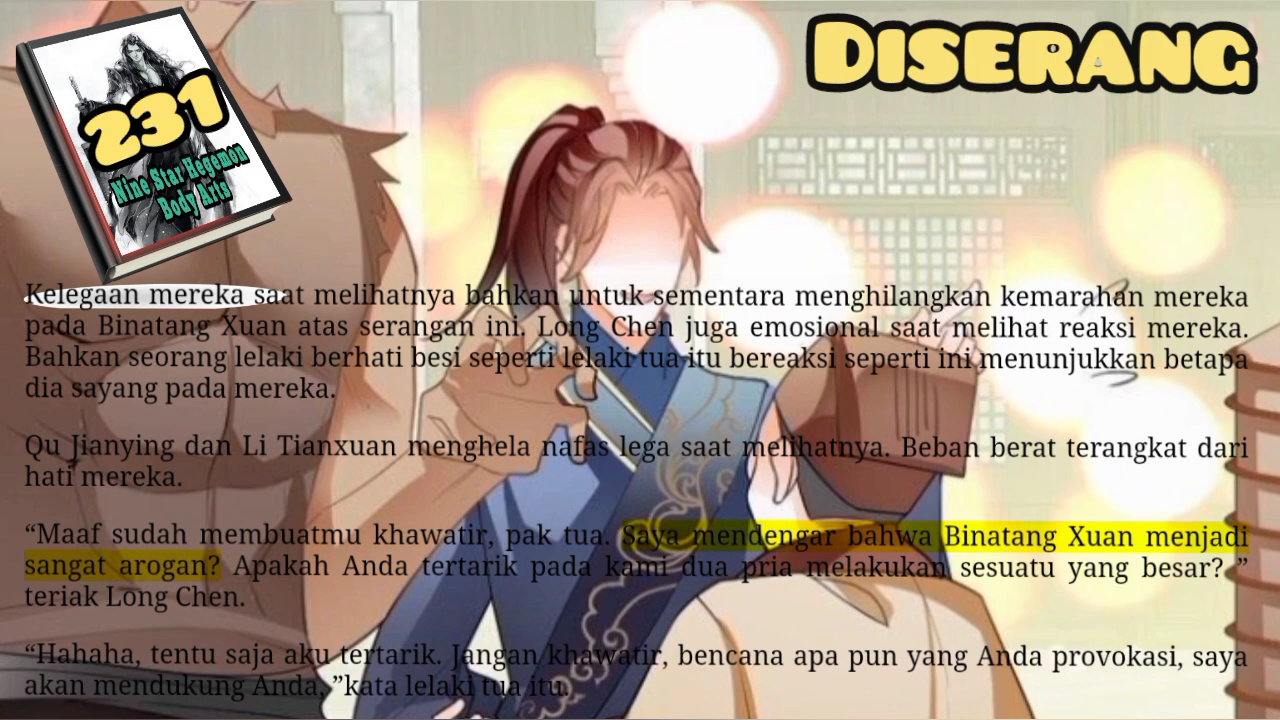 DISERANG
231
Nine Star Hegemon
Body Arts
Kelegaan mereka saat melihatnya bahkan untuk sementara menghilangkan kemarahan mereka
pada Binatang Xuan atas serangan ini. Long Chen juga emosional saat melihat reaksi mereka.
Bahkan seorang lelaki berhati besi seperti lelaki tua itu bereaksi seperti ini menunjukkan betapa
dia sayang pada mereka.
Qu Jianying dan Li Tianxuan menghela nafas lega saat melihatnya. Beban berat terangkat dari
hati mereka.
“Maaf sudah membuatmu khawatir, pak tua. Saya mendengar bahwa Binatang Xuan menjadi
sangat arogan? Apakah Anda tertarik pada kami dua pria melakukan sesuatu yang besar? ”
teriak Long Chen.
“Hahaha, tentu saja aku tertarik. Jangan khawatir, bencana apa pun yang Anda provokasi, saya
akan mendukung Anda, ”kata lelaki tua itu.